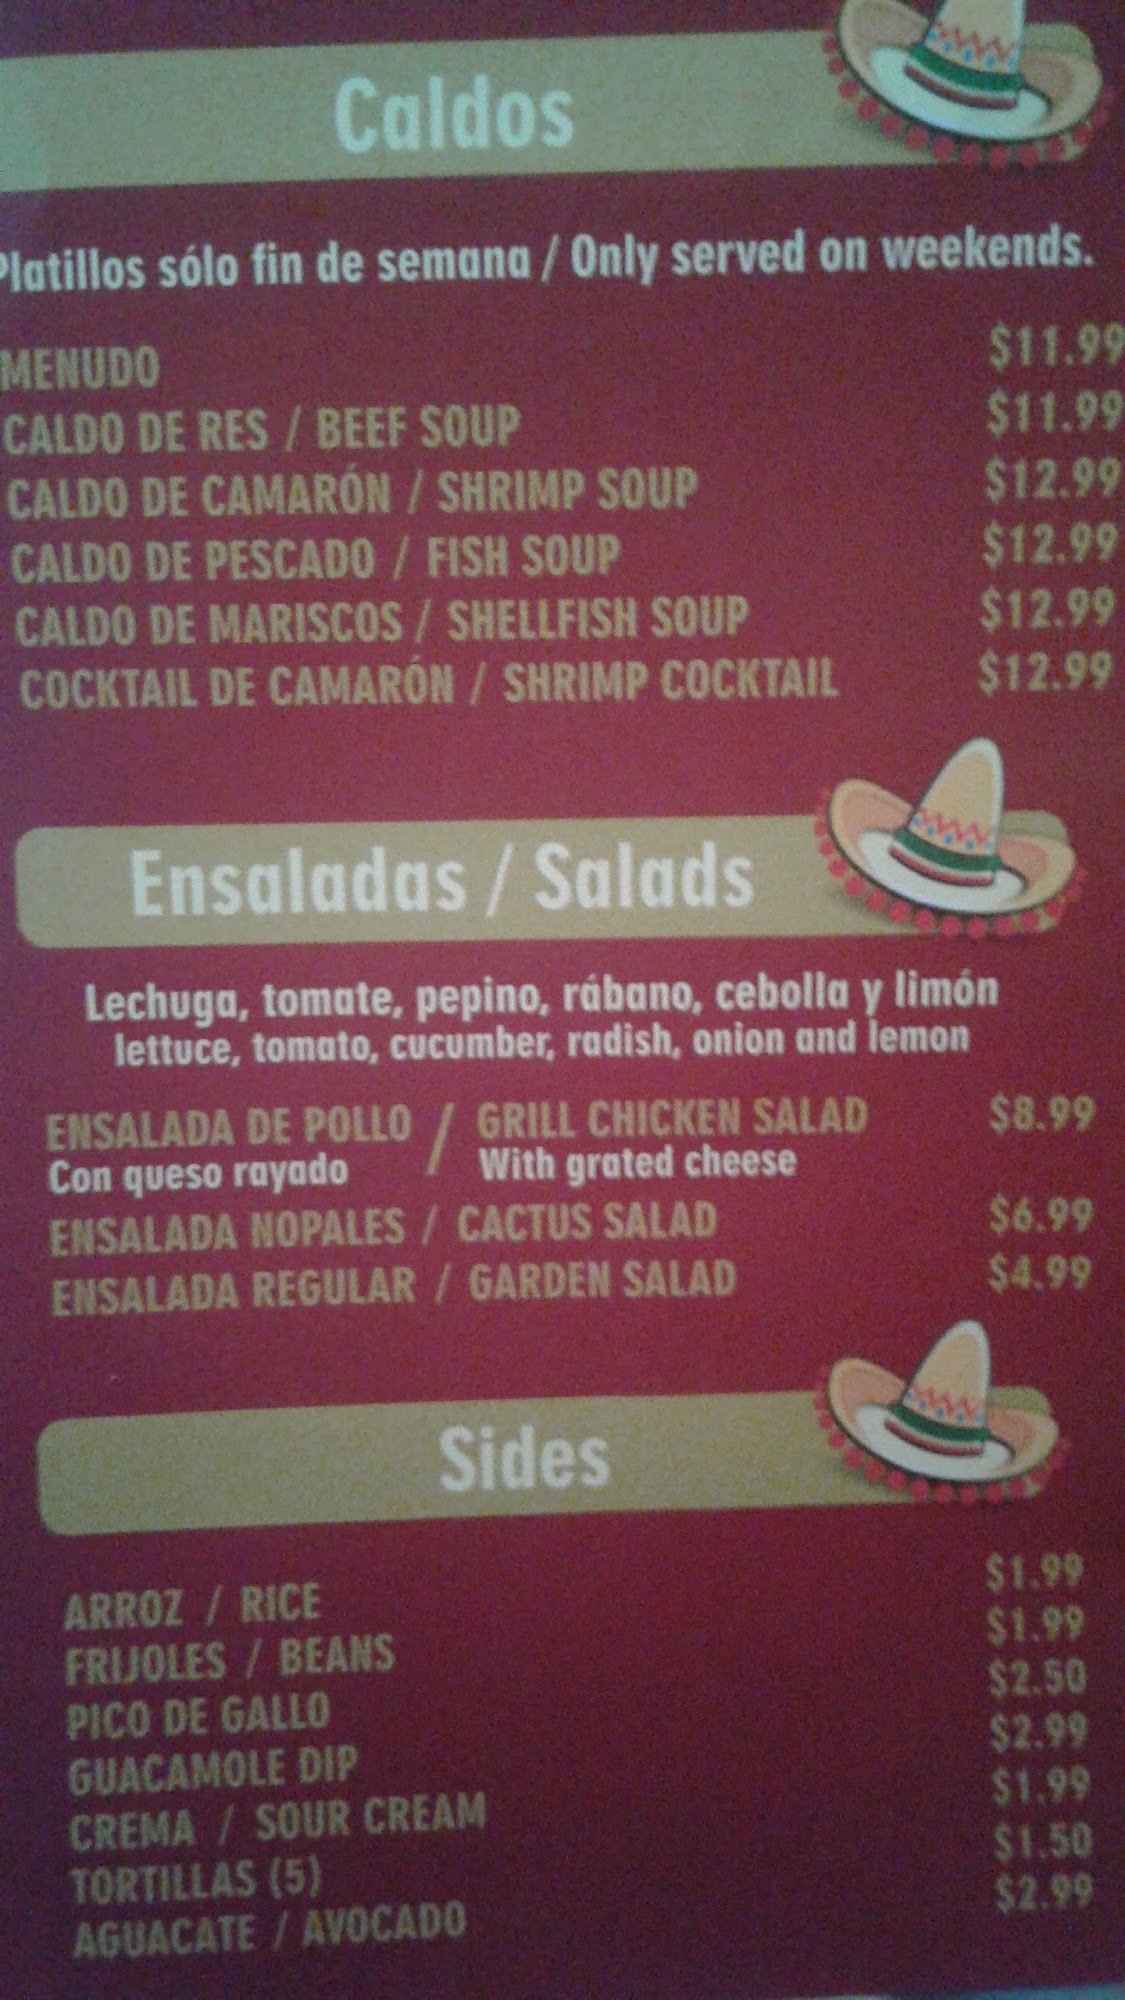 Caldos
Platillos sólo fin de semana / Only served on weekends.
MENUDO $11.99
CALDO DE RES / BEEF SOUP $11.99
CALDO DE CAMARÓN / SHRIMP SOUP $12.99
CALDO DE PESCADO / FISH SOUP $12.99
CALDO DE MARISCOS / SHELLFISH SOUP $12.99
COCKTAIL DE CAMARÓN / SHRIMP COCKTAIL $12.99
Ensaladas / Salads
Lechuga, tomate, pepino, rábano, cebolla y limón
lettuce, tomato, cucumber, radish, onion and lemon
ENSALADA DE POLLO / GRILL CHICKEN SALAD $8.99
Con queso rayado With grated cheese
ENSALADA NOPALES / CACTUS SALAD $6.99
ENSALADA REGULAR / GARDEN SALAD $4.99
Sides
ARROZ / RICE $1.99
FRIJOLES / BEANS $1.99
PICO DE GALLO $2.50
GUACAMOLE DIP $2.99
CREMA / SOUR CREAM $1.99
TORTILLAS (5) $1.50
AGUACATE / AVOCADO $2.99